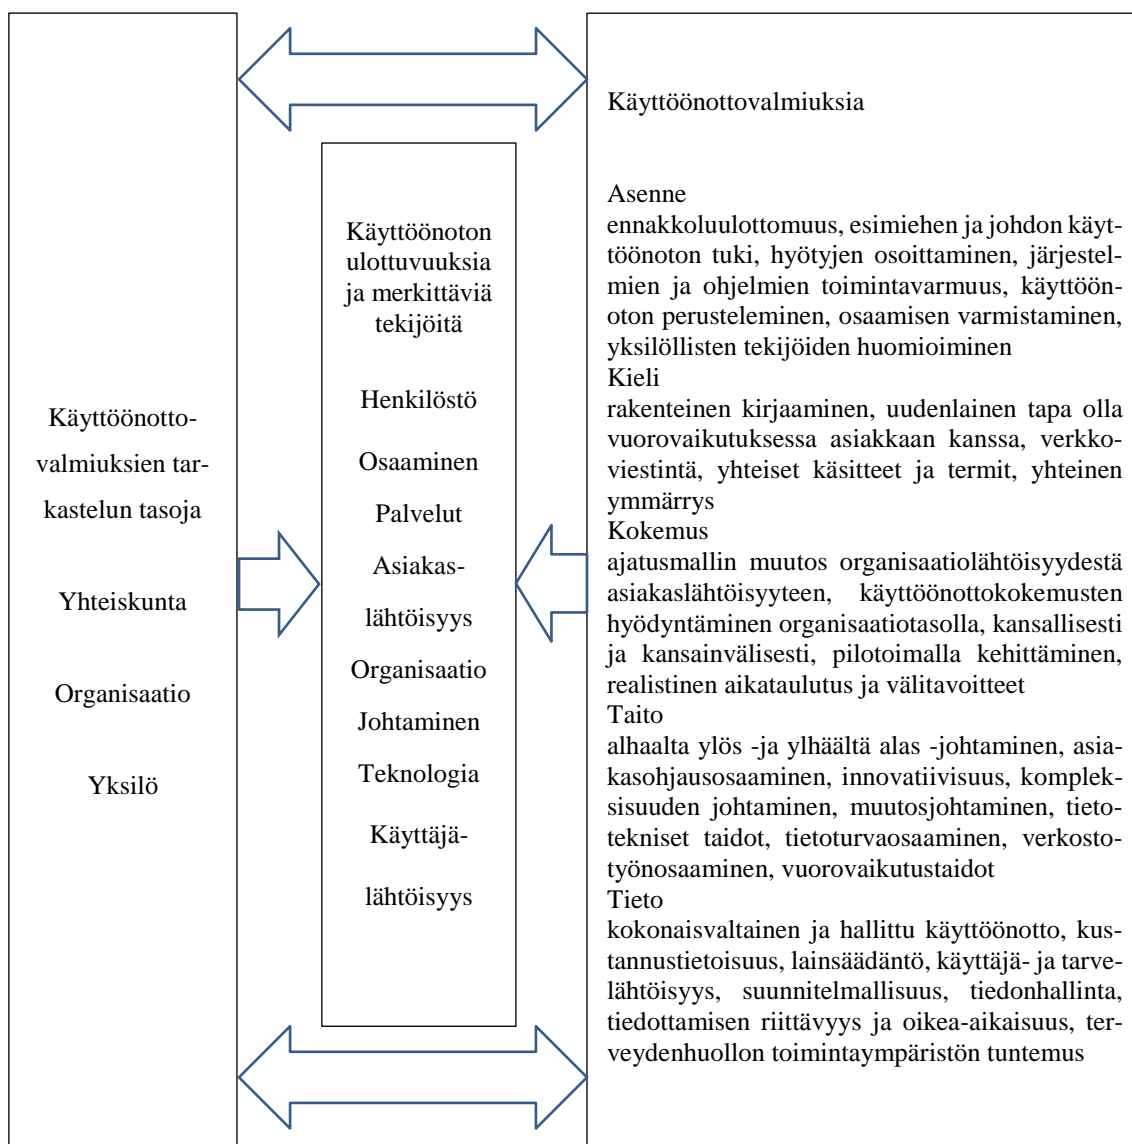 Käyttöönotto-
valmiuksien tar-
kastelun tasoja
Yhteiskunta
Organisaatio
Yksilö
Käyttöönoton
ulottuvuuksia
ja merkittäviä
tekijöitä
Henkilöstö
Osaaminen
Palvelut
Asiakas-
lähtöisyys
Organisaatio
Johtaminen
Teknologia
Käyttäjä-
lähtöisyys
Käyttöönottovalmiuksia
Asenne
ennakkoluulottomuus, esimiehen ja johdon käyt-
töönoton tuki, hyötyjen osoittaminen, järjestel-
mien ja ohjelmien toimintavarmuus, käyttöön-
oton perusteleminen, osaamisen varmistaminen,
yksilöllisten tekijöiden huomioiminen
Kieli
rakenteinen kirjaaminen, uudenlainen tapa olla
vuorovaikutuksessa asiakkaan kanssa, verkko-
viestintä, yhteiset käsitteet ja termit, yhteinen
ymmärrys
Kokemus
ajatusmallin muutos organisaatiolähtöisyydestä
asiakaslähtöisyyteen, käyttöönottokokemusten
hyödyntäminen organisaatiotasolla, kansallisesti
ja kansainvälisesti, pilotoimalla kehittäminen,
realistinen aikataulutus ja välitavoitteet
Taito
alhaalta ylös -ja ylhäältä alas -johtaminen, asia-
kasohjausosaaminen, innovatiivisuus, komplek-
sisuuden johtaminen, muutosjohtaminen, tieto-
tekniset taidot, tietoturvaosaaminen, verkosto-
työnosaaminen, vuorovaikutustaidot
Tieto
kokonaisvaltainen ja hallittu käyttöönotto, kus-
tannustietoisuus, lainsäädäntö, käyttäjä- ja tarve-
lähtöisyys, suunnitelmallisuus, tiedonhallinta,
tiedottamisen riittävyys ja oikea-aikaisuus, ter-
veydenhuollon toimintaympäristön tuntemus